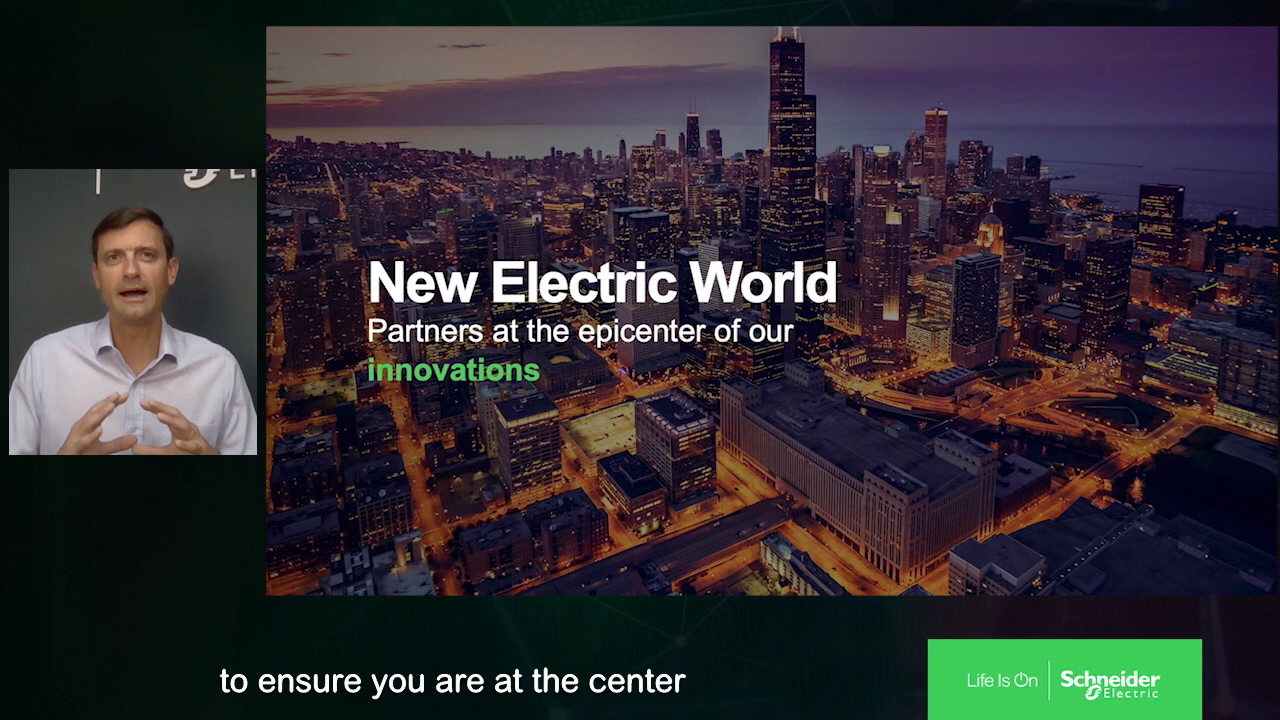 New Electric World
Partners at the epicenter of our
innovations
to ensure you are at the center
Life Is On
Schneider
Electric